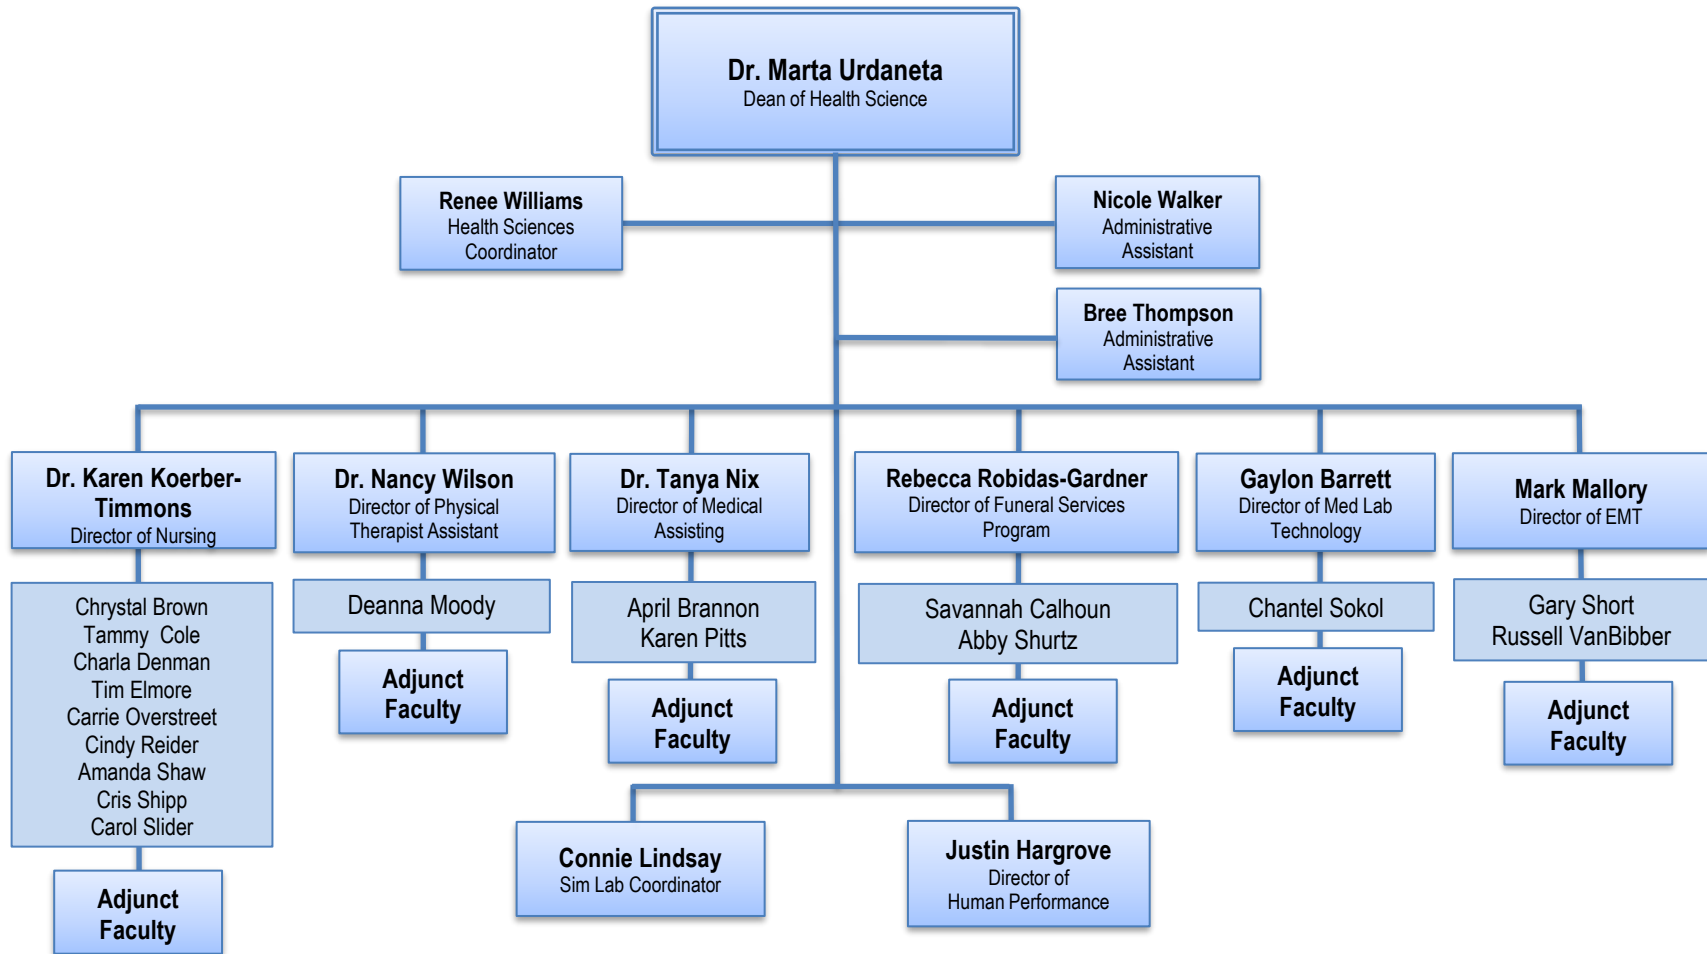 Dr. Marta Urdaneta
Dean of Health Science
Renee Williams
Health Sciences
Coordinator
Nicole Walker
Administrative
Assistant
Bree Thompson
Administrative
Assistant
Dr. Karen Koerber-
Timmons
Director of Nursing
Dr. Nancy Wilson
Director of Physical
Therapist Assistant
Dr. Tanya Nix
Director of Medical
Assisting
Rebecca Robidas-Gardner
Director of Funeral Services
Program
Gaylon Barrett
Director of Med Lab
Technology
Mark Mallory
Director of EMT
Chrystal Brown
Tammy Cole
Charla Denman
Tim Elmore
Carrie Overstreet
Cindy Reider
Amanda Shaw
Cris Shipp
Carol Slider
Adjunct
Faculty
Deanna Moody
Adjunct
Faculty
April Brannon
Karen Pitts
Adjunct
Faculty
Savannah Calhoun
Abby Shurtz
Adjunct
Faculty
Chantel Sokol
Adjunct
Faculty
Gary Short
Russell VanBibber
Adjunct
Faculty
Connie Lindsay
Sim Lab Coordinator
Justin Hargrove
Director of
Human Performance